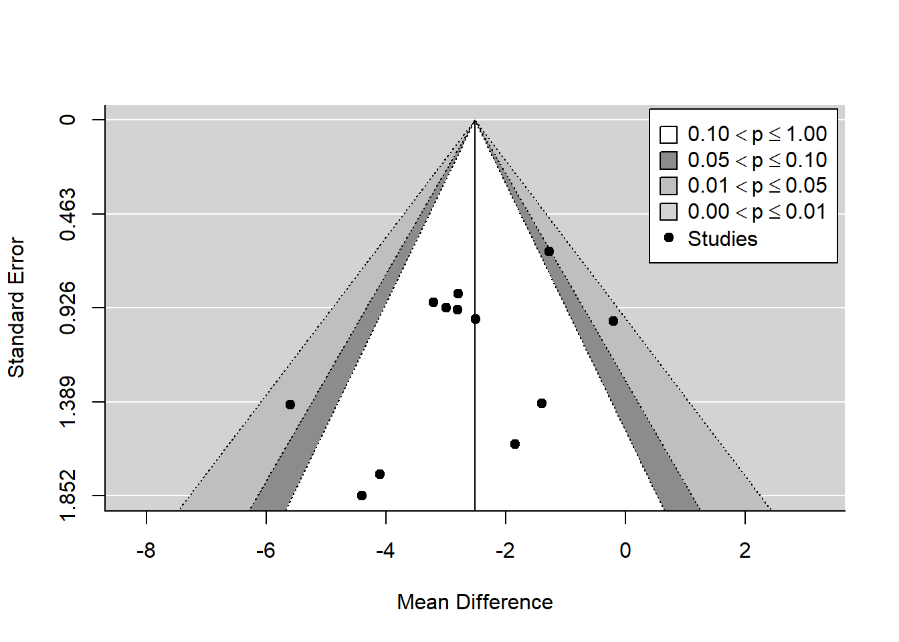 0.10 < p ≤ 1.00
0.05 < p ≤ 0.10
0.01 < p ≤ 0.05
0.00 < p ≤ 0.01
Studies
Standard Error
0
0.463
0.926
1.389
1.852
-8 -6 -4 -2 0 2
Mean Difference